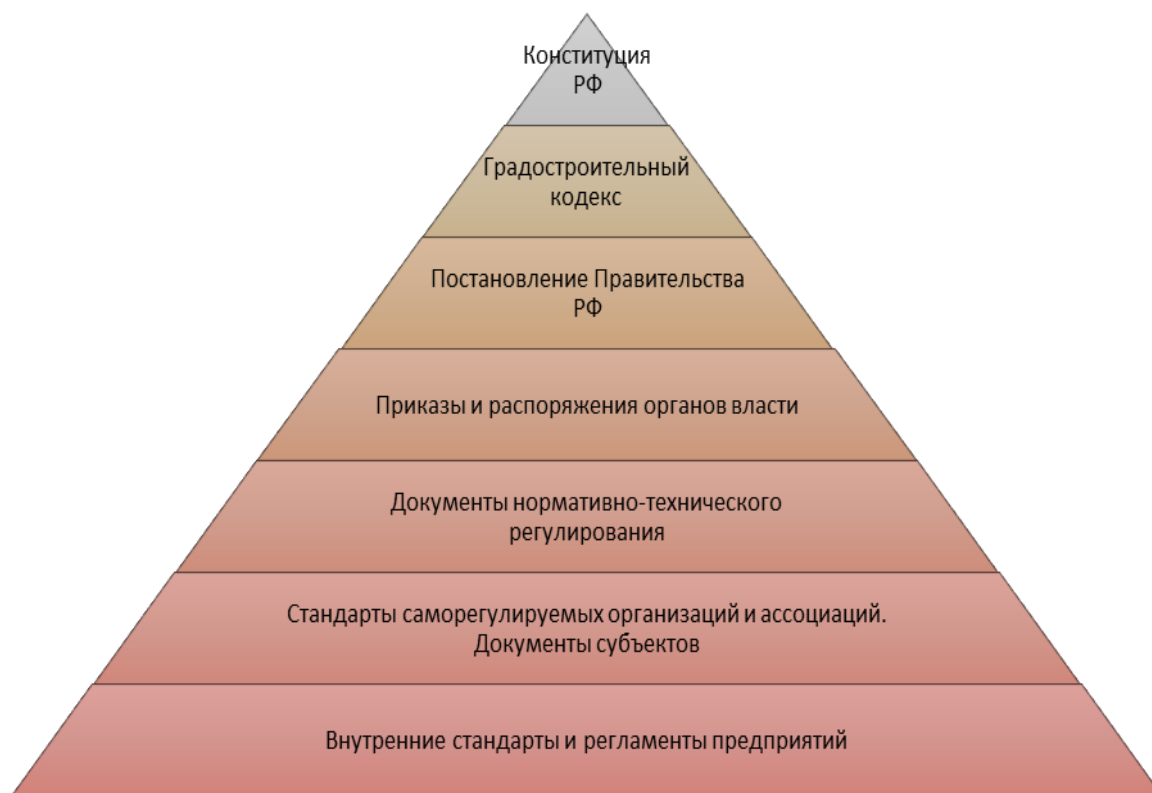 Конституция
РФ
Градостроительный
кодекс
Постановление Правительства
РФ
Приказы и распоряжения органов власти
Документы нормативно-технического
регулирования
Стандарты саморегулируемых организаций и ассоциаций.
Документы субъектов
Внутренние стандарты и регламенты предприятий